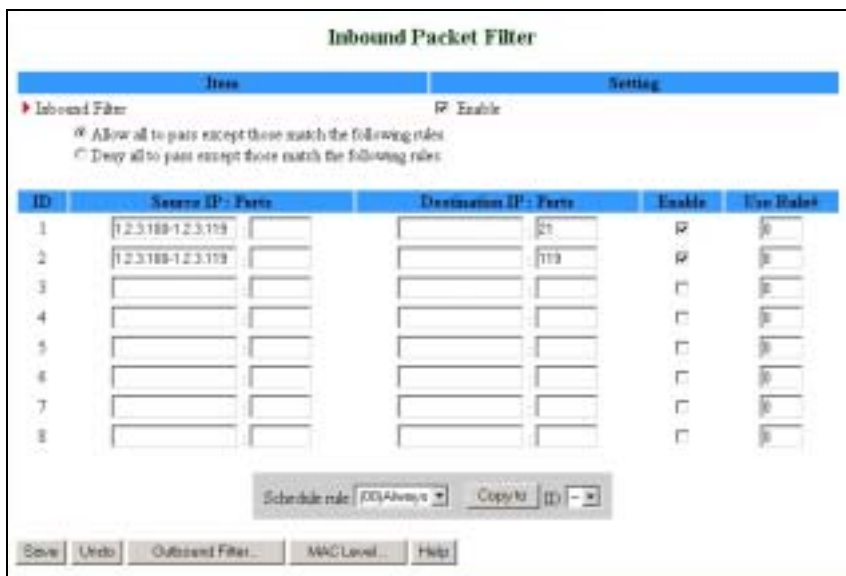 Inbound Packet Filter
Item Setting
Inbound Filter Enable
Allow all to pass except those match the following rules.
Deny all to pass except those match the following rules.
ID Source IP : Ports Destination IP : Ports Enable Use Rule#
1 1.2.3.100-1.2.3.119 : : 21 0
2 1.2.3.100-1.2.3.119 : : 119 0
3 : : 0
4 : : 0
5 : : 0
6 : : 0
7 : : 0
8 : : 0
Schedule rule (00)Always Copy to ID --
Save Undo Outbound Filter... MAC Level... Help